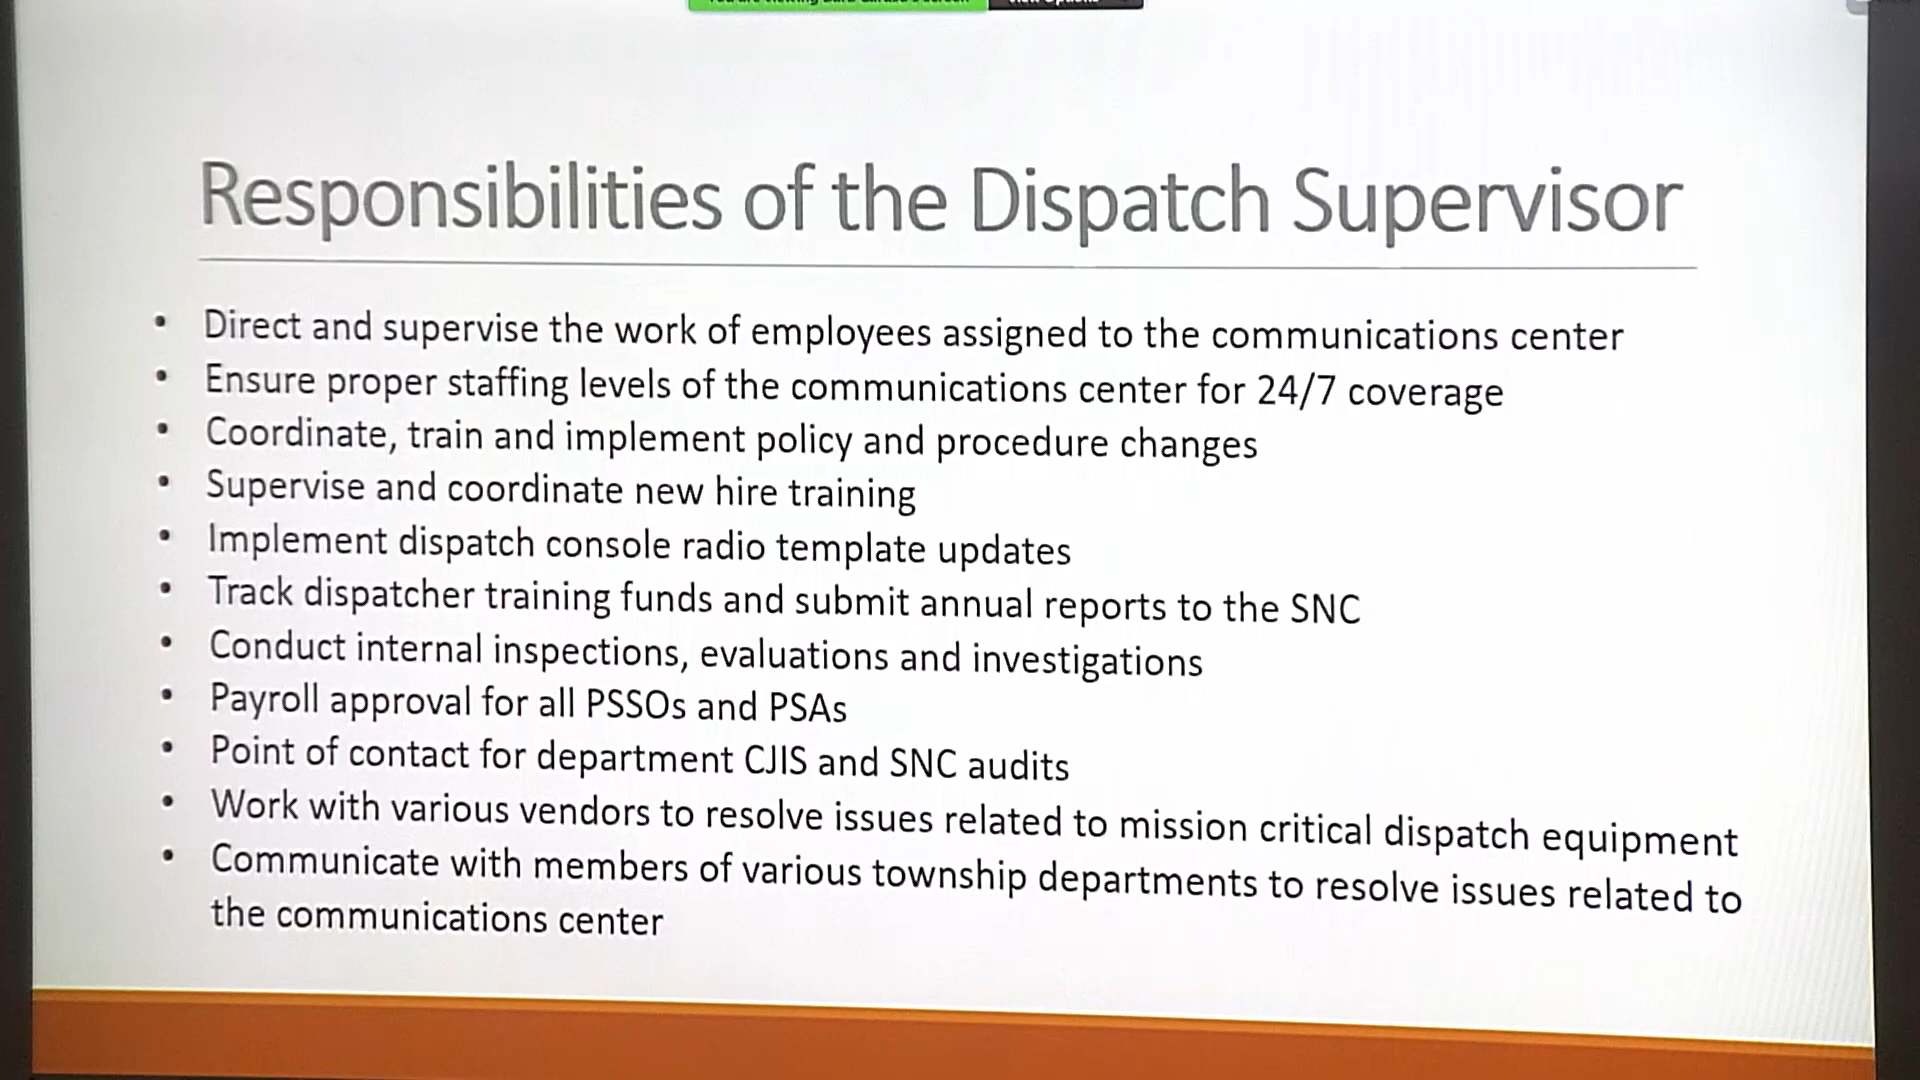 Responsibilities of the Dispatch Supervisor
• Direct and supervise the work of employees assigned to the communications center
• Ensure proper staffing levels of the communications center for 24/7 coverage
• Coordinate, train and implement policy and procedure changes
• Supervise and coordinate new hire training
• Implement dispatch console radio template updates
• Track dispatcher training funds and submit annual reports to the SNC
• Conduct internal inspections, evaluations and investigations
• Payroll approval for all PSSOs and PSAs
• Point of contact for department CJIS and SNC audits
• Work with various vendors to resolve issues related to mission critical dispatch equipment
• Communicate with members of various township departments to resolve issues related to
the communications center